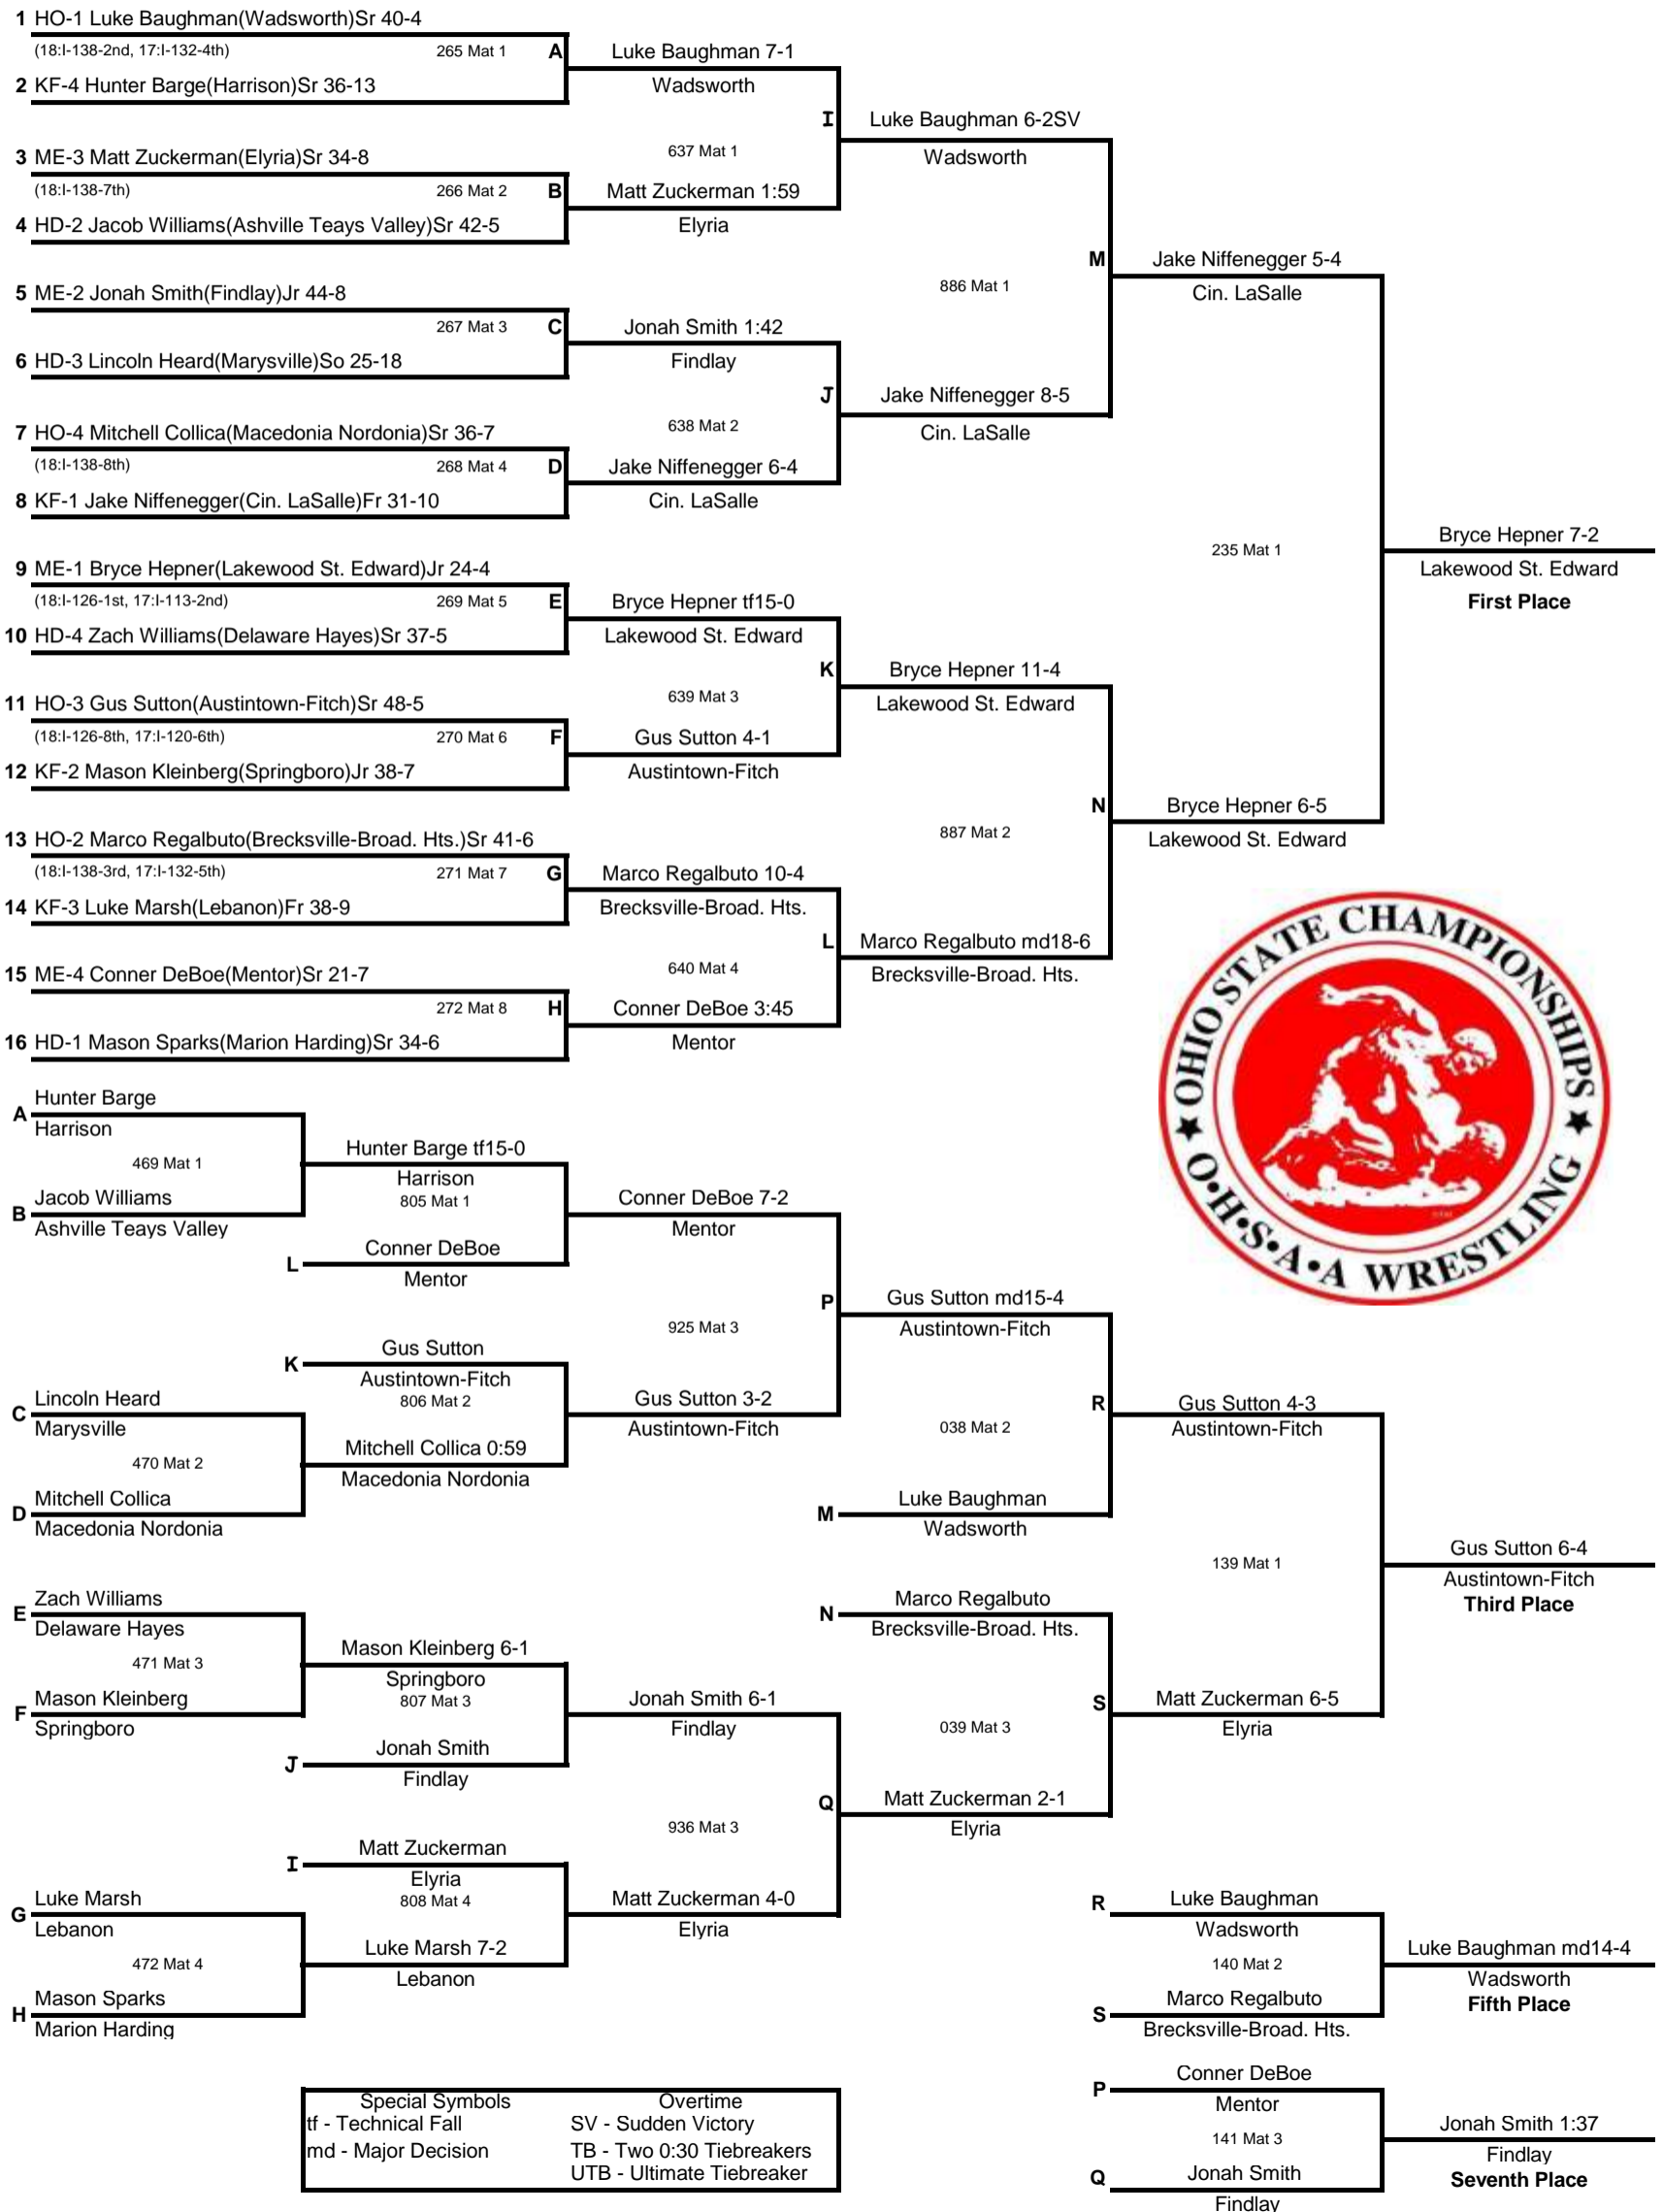 1 HO-1 Luke Baughman(Wadsworth)Sr 40-4
(18:I-138-2nd, 17:I-132-4th) 265 Mat 1 A
2 KF-4 Hunter Barge(Harrison)Sr 36-13
Luke Baughman 7-1
Wadsworth
637 Mat 1 I
3 ME-3 Matt Zuckerman(Elyria)Sr 34-8
(18:I-138-7th) 266 Mat 2 B
4 HD-2 Jacob Williams(Ashville Teays Valley)Sr 42-5
Matt Zuckerman 1:59
Elyria
Luke Baughman 6-2SV
Wadsworth
886 Mat 1 M
5 ME-2 Jonah Smith(Findlay)Jr 44-8
267 Mat 3 C
6 HD-3 Lincoln Heard(Marysville)So 25-18
Jonah Smith 1:42
Findlay
638 Mat 2 J
7 HO-4 Mitchell Collica(Macedonia Nordonia)Sr 36-7
(18:I-138-8th) 268 Mat 4 D
8 KF-1 Jake Niffenegger(Cin. LaSalle)Fr 31-10
Jake Niffenegger 6-4
Cin. LaSalle
Jake Niffenegger 8-5
Cin. LaSalle
Jake Niffenegger 5-4
Cin. LaSalle
235 Mat 1
Bryce Hepner 7-2
Lakewood St. Edward
First Place
9 ME-1 Bryce Hepner(Lakewood St. Edward)Jr 24-4
(18:I-126-1st, 17:I-113-2nd) 269 Mat 5 E
10 HD-4 Zach Williams(Delaware Hayes)Sr 37-5
Bryce Hepner tf15-0
Lakewood St. Edward
639 Mat 3 K
11 HO-3 Gus Sutton(Austintown-Fitch)Sr 48-5
(18:I-126-8th, 17:I-120-6th) 270 Mat 6 F
12 KF-2 Mason Kleinberg(Springboro)Jr 38-7
Gus Sutton 4-1
Austintown-Fitch
Bryce Hepner 11-4
Lakewood St. Edward
887 Mat 2 N
13 HO-2 Marco Regalbuto(Brecksville-Broad. Hts.)Sr 41-6
(18:I-138-3rd, 17:I-132-5th) 271 Mat 7 G
14 KF-3 Luke Marsh(Lebanon)Fr 38-9
Marco Regalbuto 10-4
Brecksville-Broad. Hts.
640 Mat 4 L
15 ME-4 Conner DeBoe(Mentor)Sr 21-7
272 Mat 8 H
16 HD-1 Mason Sparks(Marion Harding)Sr 34-6
Conner DeBoe 3:45
Mentor
Marco Regalbuto md18-6
Brecksville-Broad. Hts.
Bryce Hepner 6-5
Lakewood St. Edward
★ OHIO STATE CHAMPIONSHIPS ★
O•H•S•A•A WRESTLING
A Hunter Barge
Harrison
469 Mat 1
B Jacob Williams
Ashville Teays Valley
Hunter Barge tf15-0
Harrison
805 Mat 1
L Conner DeBoe
Mentor
Conner DeBoe 7-2
Mentor
925 Mat 3 P
K Gus Sutton
Austintown-Fitch
806 Mat 2
C Lincoln Heard
Marysville
470 Mat 2
D Mitchell Collica
Macedonia Nordonia
Mitchell Collica 0:59
Macedonia Nordonia
Gus Sutton 3-2
Austintown-Fitch
Gus Sutton md15-4
Austintown-Fitch
038 Mat 2 R
M Luke Baughman
Wadsworth
Gus Sutton 4-3
Austintown-Fitch
139 Mat 1
Gus Sutton 6-4
Austintown-Fitch
Third Place
E Zach Williams
Delaware Hayes
471 Mat 3
F Mason Kleinberg
Springboro
Mason Kleinberg 6-1
Springboro
807 Mat 3
J Jonah Smith
Findlay
Jonah Smith 6-1
Findlay
936 Mat 3 Q
I Matt Zuckerman
Elyria
808 Mat 4
G Luke Marsh
Lebanon
472 Mat 4
H Mason Sparks
Marion Harding
Luke Marsh 7-2
Lebanon
Matt Zuckerman 4-0
Elyria
N Marco Regalbuto
Brecksville-Broad. Hts.
039 Mat 3 S
Matt Zuckerman 2-1
Elyria
Matt Zuckerman 6-5
Elyria
R Luke Baughman
Wadsworth
140 Mat 2
S Marco Regalbuto
Brecksville-Broad. Hts.
Luke Baughman md14-4
Wadsworth
Fifth Place
P Conner DeBoe
Mentor
141 Mat 3
Q Jonah Smith
Findlay
Jonah Smith 1:37
Findlay
Seventh Place
Special Symbols Overtime
tf - Technical Fall SV - Sudden Victory
md - Major Decision TB - Two 0:30 Tiebreakers
UTB - Ultimate Tiebreaker